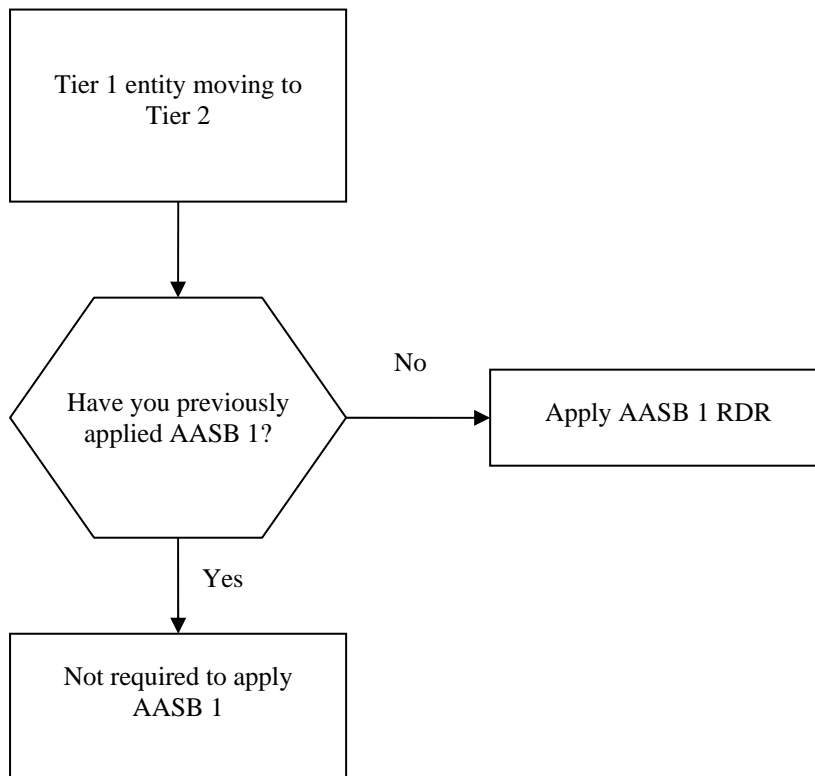 Tier 1 entity moving to
Tier 2
Have you previously
applied AASB 1?
No
Apply AASB 1 RDR
Yes
Not required to apply
AASB 1